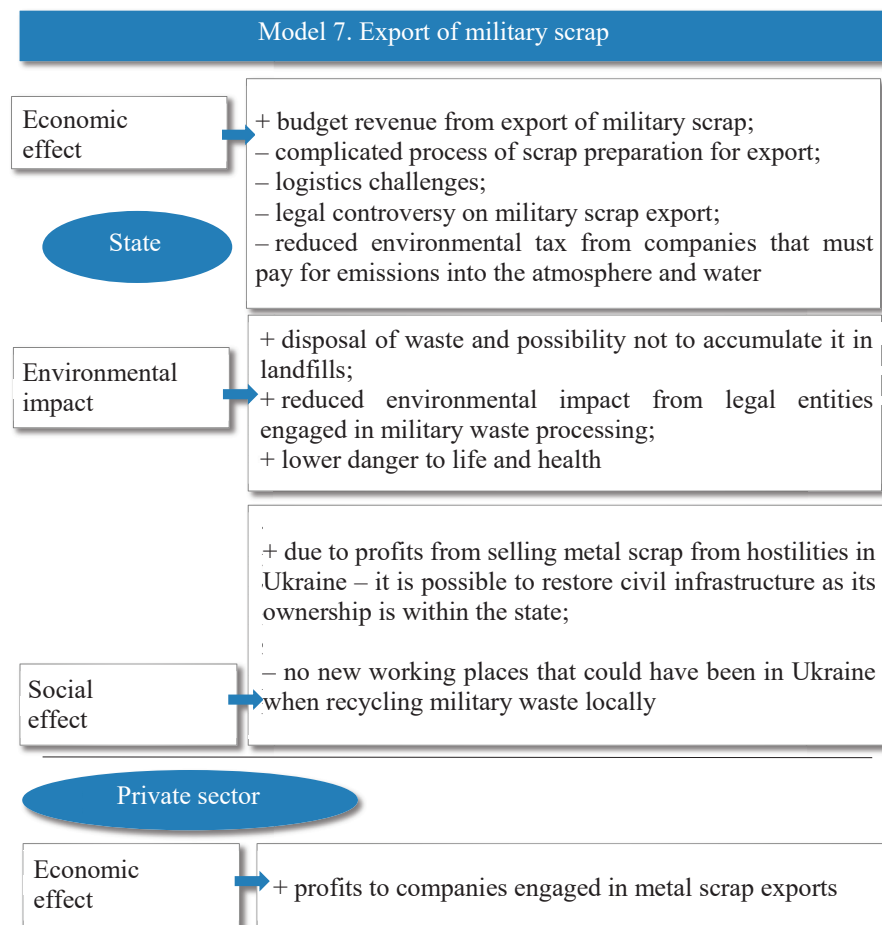 Model 7. Export of military scrap
Economic
effect
+ budget revenue from export of military scrap;
– complicated process of scrap preparation for export;
– logistics challenges;
– legal controversy on military scrap export;
– reduced environmental tax from companies that must
pay for emissions into the atmosphere and water
State
Environmental
impact
+ disposal of waste and possibility not to accumulate it in
landfills;
+ reduced environmental impact from legal entities
engaged in military waste processing;
+ lower danger to life and health
+ due to profits from selling metal scrap from hostilities in
Ukraine – it is possible to restore civil infrastructure as its
ownership is within the state;
– no new working places that could have been in Ukraine
when recycling military waste locally
Social
effect
Private sector
Economic
effect
+ profits to companies engaged in metal scrap exports